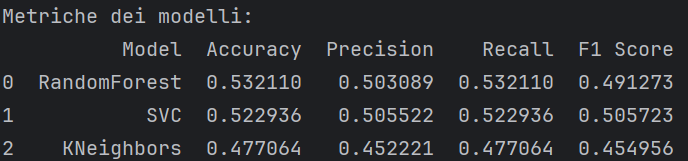 Metriche dei modelli:
Model Accuracy Precision Recall F1 Score
0 RandomForest 0.532110 0.503089 0.532110 0.491273
1 SVC 0.522936 0.505522 0.522936 0.505723
2 KNeighbors 0.477064 0.452221 0.477064 0.454956